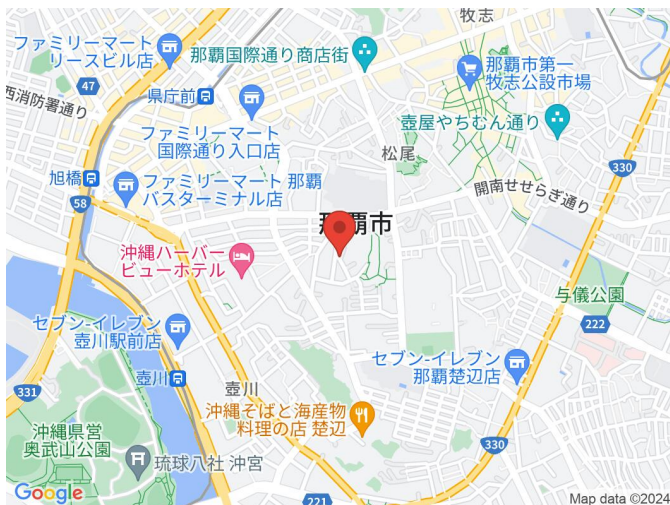 牧志
ファミリーマート
リースビル店
那覇国際通り商店街
47
西消防署通り
県庁前
那覇市第一
牧志公設市場
ファミリーマート
国際通り入口店
壺屋やちむん通り
松尾
330
旭橋
58
ファミリーマート 那覇
バスターミナル店
開南せせらぎ通り
那覇市
沖縄ハーバー
ビューホテル
与儀公園
222
セブン-イレブン
壺川駅前店
セブン-イレブン
那覇楚辺店
壺川
331
壺川
沖縄そばと海産物
料理の店 楚辺
沖縄県営
奥武山公園
琉球八社 沖宮
330
221
Google
Map data ©2024